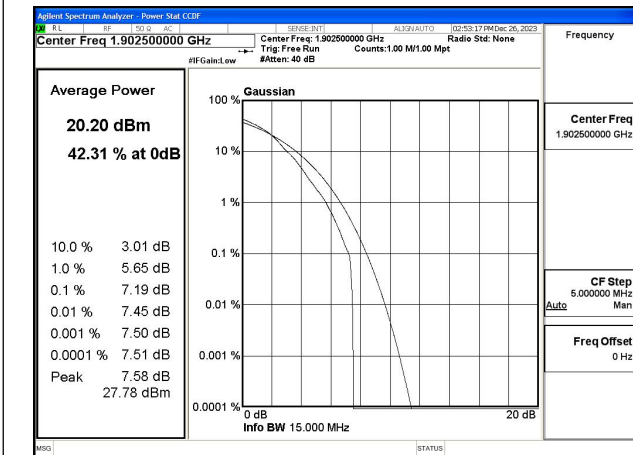 Agilent Spectrum Analyzer - Power Stat CCDF
RL RF 50 Ω AC SENSE:INT ALIGN AUTO 02:53:17 PM Dec 26, 2023
Center Freq 1.902500000 GHz
Center Freq: 1.902500000 GHz Radio Std: None
Trig: Free Run Counts:1.00 M/1.00 Mpt
#IFGain:Low #Atten: 40 dB
Frequency
Average Power
20.20 dBm
42.31 % at 0dB
10.0 % 3.01 dB
1.0 % 5.65 dB
0.1 % 7.19 dB
0.01 % 7.45 dB
0.001 % 7.50 dB
0.0001 % 7.51 dB
Peak 7.58 dB
27.78 dBm
Gaussian
100 %
10 %
1 %
0.1 %
0.01 %
0.001 %
0.0001 %
0 dB 20 dB
Info BW 15.000 MHz
Center Freq
1.902500000 GHz
CF Step
5.000000 MHz
Auto Man
Freq Offset
0 Hz
MSG STATUS